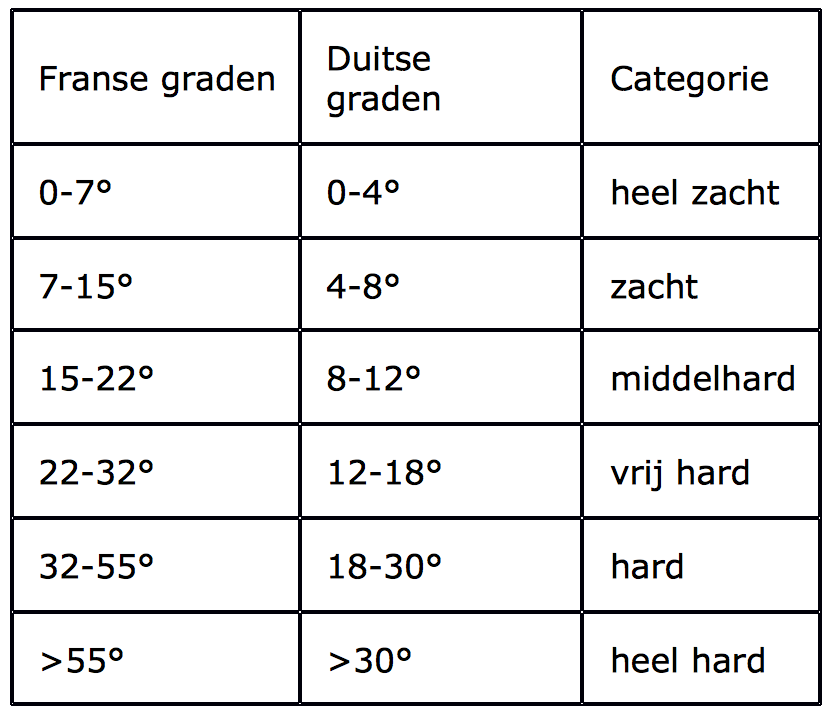 Franse graden
Duitse
graden
Categorie
0-7°
0-4°
heel zacht
7-15°
4-8°
zacht
15-22°
8-12°
middelhard
22-32°
12-18°
vrij hard
32-55°
18-30°
hard
>55°
>30°
heel hard